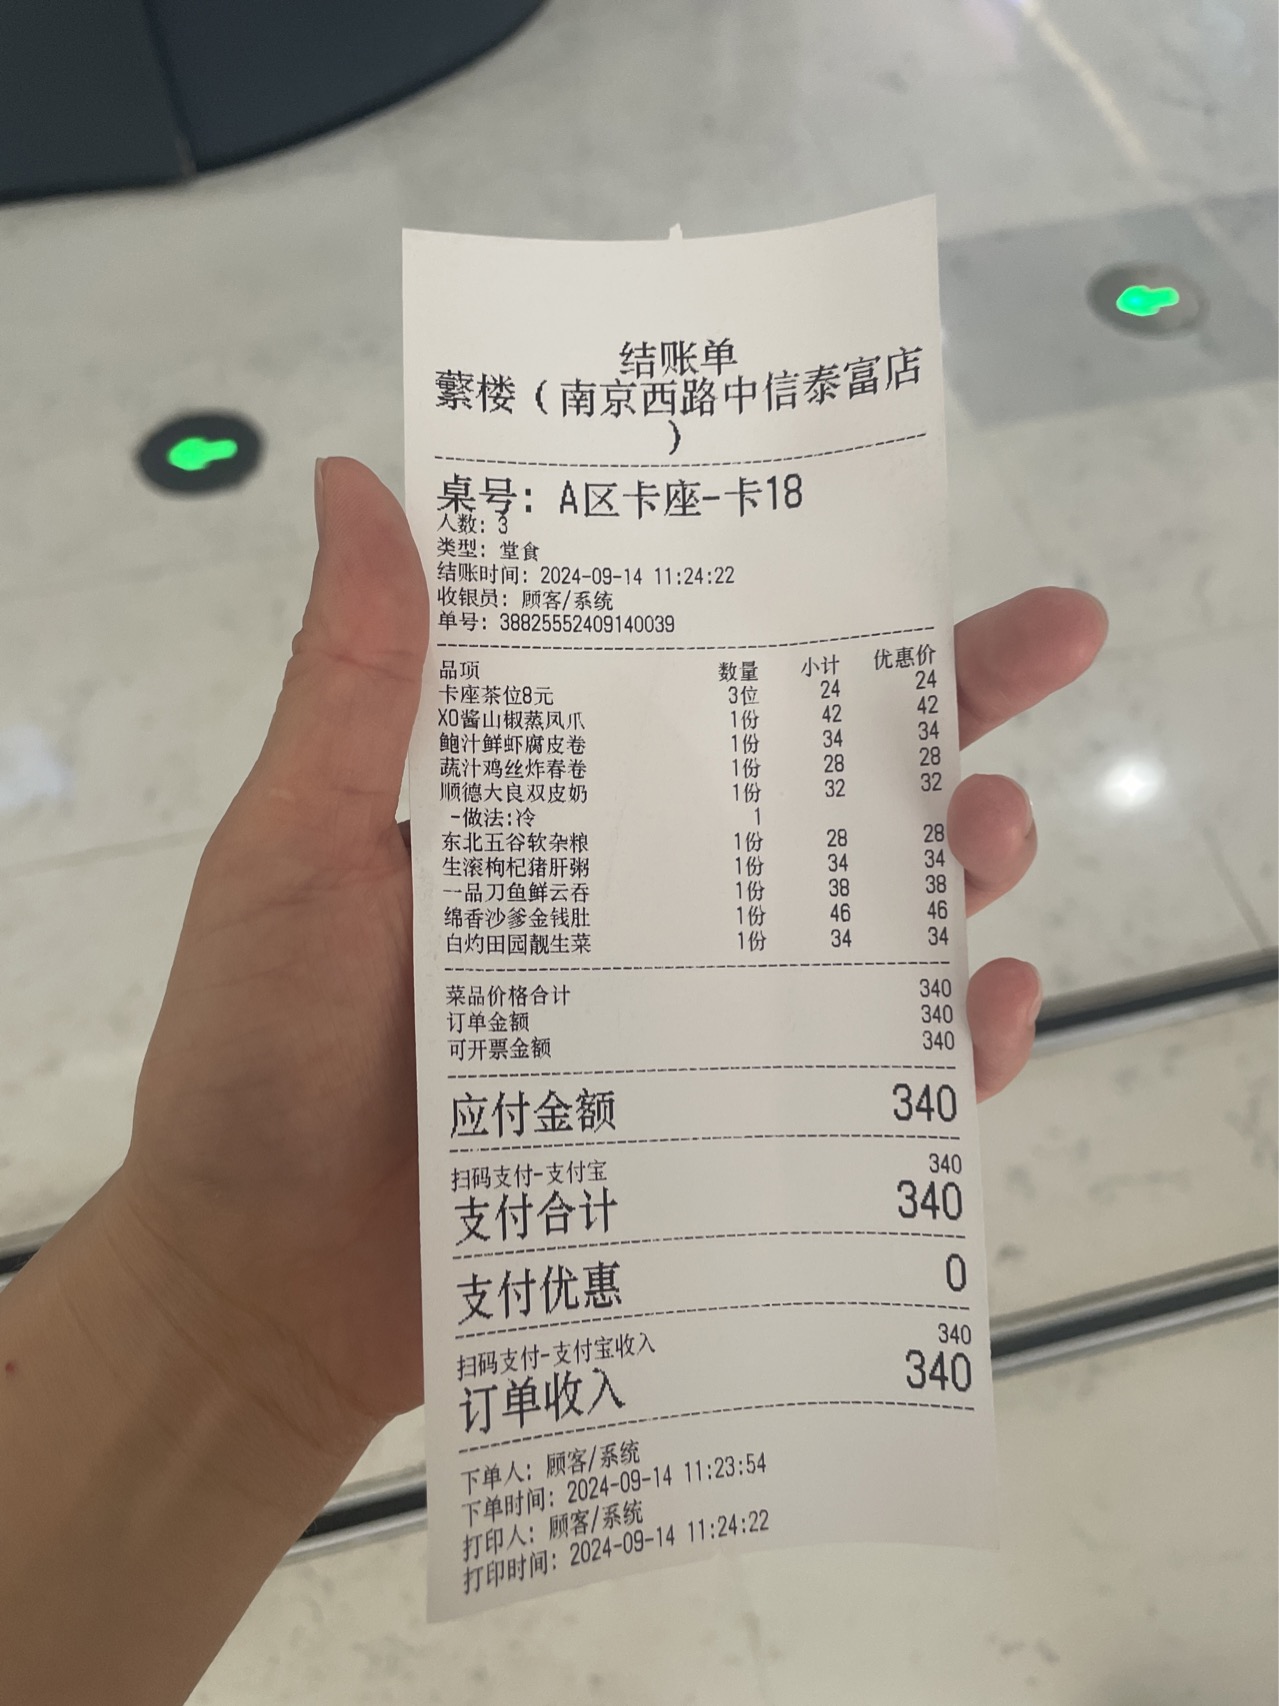 结账单
蘩楼（南京西路中信泰富店
）
桌号：A区卡座-卡18
人数：3
类型：堂食
结账时间：2024-09-14 11:24:22
收银员：顾客/系统
单号：38825552409140039
品项 数量 小计 优惠价
卡座茶位8元 3位 24 24
XO酱山椒蒸凤爪 1份 42 42
鲍汁鲜虾腐皮卷 1份 34 34
蔬汁鸡丝炸春卷 1份 28 28
顺德大良双皮奶 1份 32 32
-做法:冷 1
东北五谷软杂粮 1份 28 28
生滚枸杞猪肝粥 1份 34 34
一品刀鱼鲜云吞 1份 38 38
绵香沙爹金钱肚 1份 46 46
白灼田园靓生菜 1份 34 34
菜品价格合计 340
订单金额 340
可开票金额 340
应付金额 340
扫码支付-支付宝 340
支付合计 340
支付优惠 0
扫码支付-支付宝收入 340
订单收入 340
下单人：顾客/系统
下单时间：2024-09-14 11:23:54
打印人：顾客/系统
打印时间：2024-09-14 11:24:22